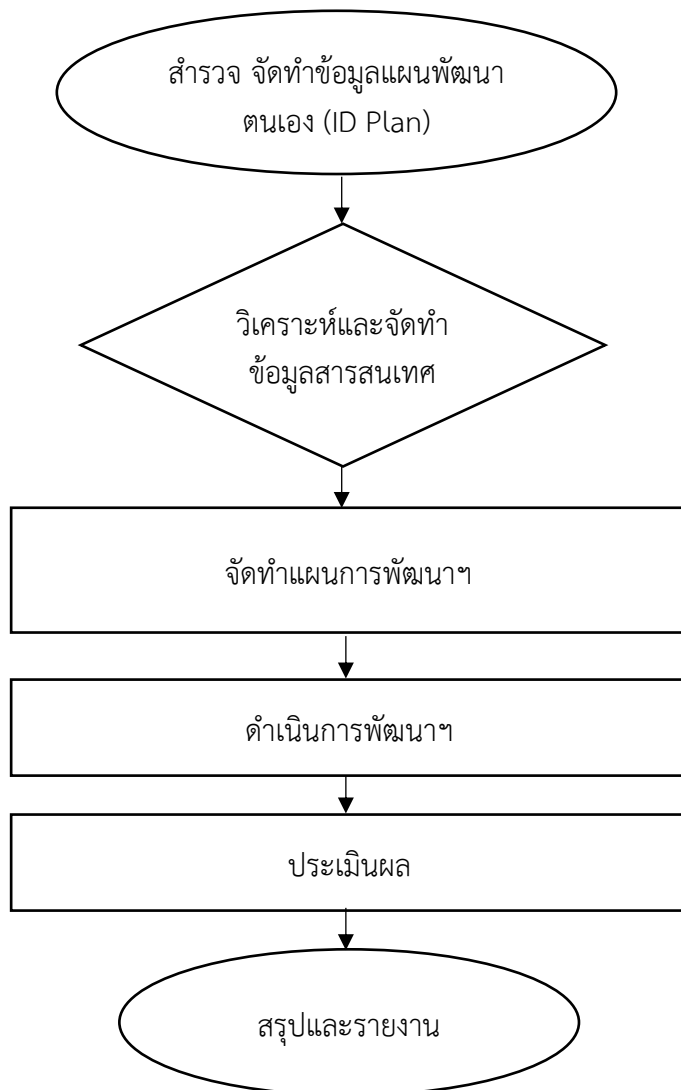 สำรวจ จัดทำข้อมูลแผนพัฒนา
ตนเอง (ID Plan)
วิเคราะห์และจัดทำ
ข้อมูลสารสนเทศ
จัดทำแผนการพัฒนาฯ
ดำเนินการพัฒนาฯ
ประเมินผล
สรุปและรายงาน